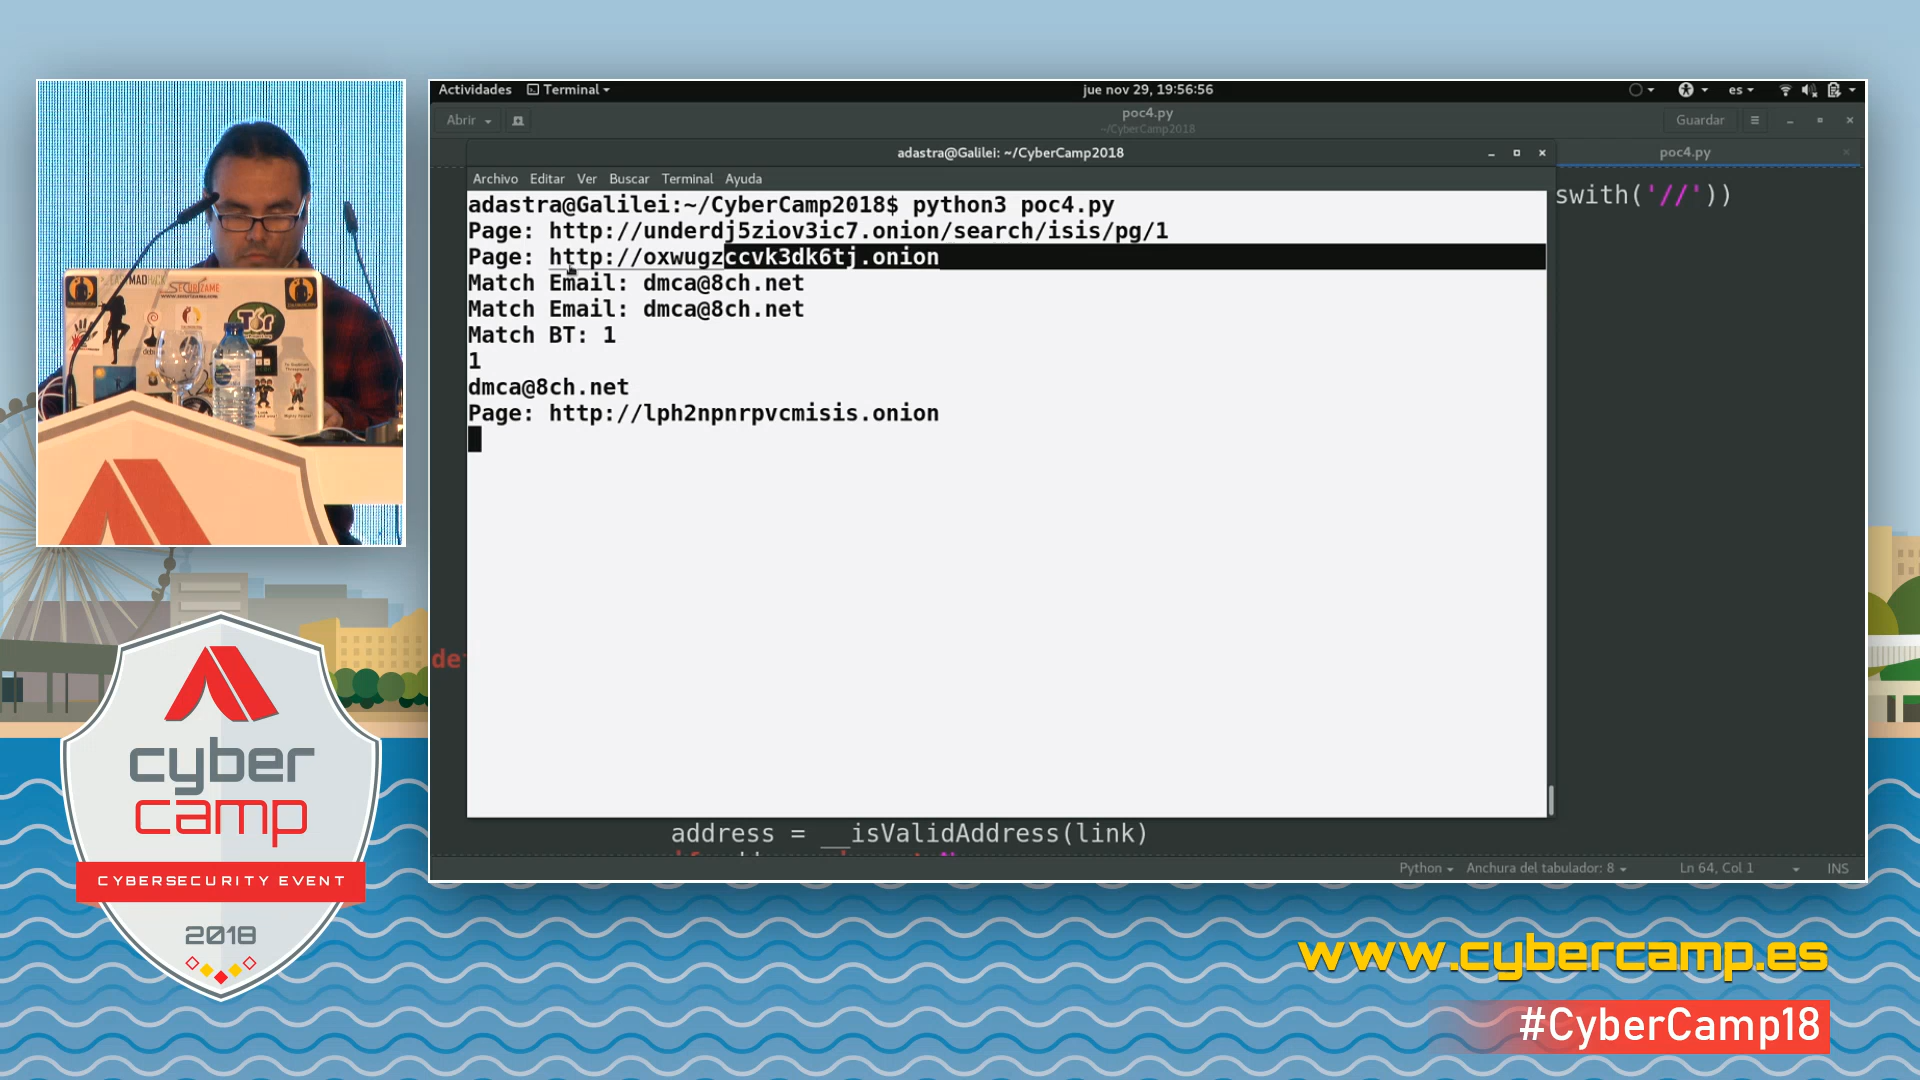 Actividades Terminal jue nov 29, 19:56:56 es
Abrir poc4.py Guardar
~/CyberCamp2018
adastra@Galilei: ~/CyberCamp2018 poc4.py
Archivo Editar Ver Buscar Terminal Ayuda
swith('//'))
adastra@Galilei:~/CyberCamp2018$ python3 poc4.py
Page: http://underdj5ziov3ic7.onion/search/isis/pg/1
Page: http://oxwugzccvk3dk6tj.onion
Match Email: dmca@8ch.net
Match Email: dmca@8ch.net
Match BT: 1
1
dmca@8ch.net
Page: http://lph2npnrpvcmisis.onion
address = __isValidAddress(link)
Python Anchura del tabulador: 8 Ln 64, Col 1 INS
Tor
cyber
camp
CYBERSECURITY EVENT
2018
www.cybercamp.es
#CyberCamp18